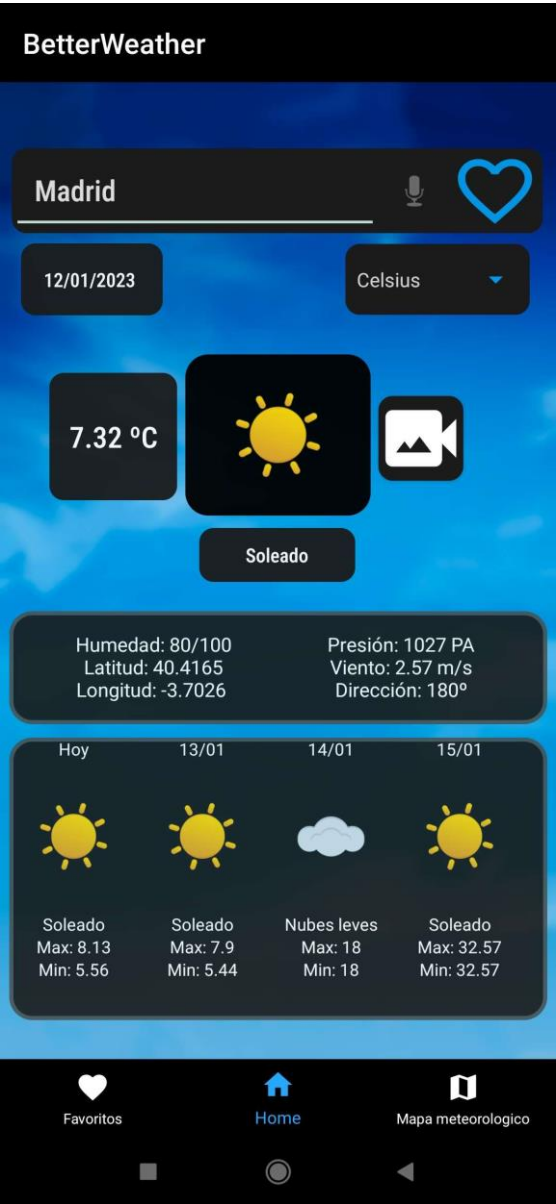 BetterWeather
Madrid
12/01/2023
Celsius
7.32 ºC
Soleado
Humedad: 80/100
Latitud: 40.4165
Longitud: -3.7026
Presión: 1027 PA
Viento: 2.57 m/s
Dirección: 180º
Hoy
Soleado
Max: 8.13
Min: 5.56
13/01
Soleado
Max: 7.9
Min: 5.44
14/01
Nubes leves
Max: 18
Min: 18
15/01
Soleado
Max: 32.57
Min: 32.57
Favoritos
Home
Mapa meteorologico